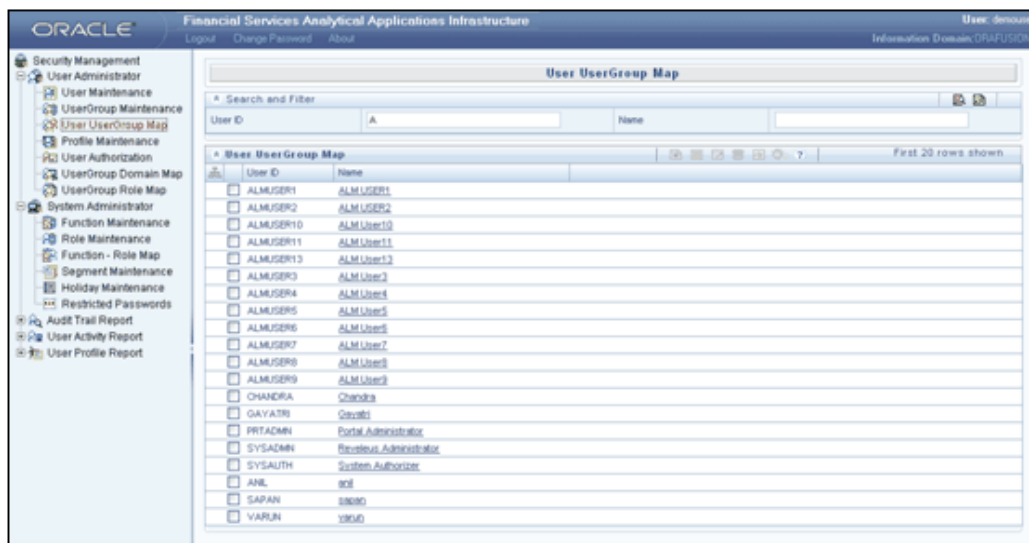 ORACLE
Financial Services Analytical Applications Infrastructure
User: demouse
Logout Change Password About
Information Domain:ORAFUSION
Security Management
User Administrator
User Maintenance
UserGroup Maintenance
User UserGroup Map
Profile Maintenance
User Authorization
UserGroup Domain Map
UserGroup Role Map
System Administrator
Function Maintenance
Role Maintenance
Function - Role Map
Segment Maintenance
Holiday Maintenance
Restricted Passwords
Audit Trail Report
User Activity Report
User Profile Report
User UserGroup Map
Search and Filter
User ID A Name
User UserGroup Map First 20 rows shown
User ID Name
ALMUSER1 ALM USER1
ALMUSER2 ALM USER2
ALMUSER10 ALM User10
ALMUSER11 ALM User11
ALMUSER13 ALM User13
ALMUSER3 ALM User3
ALMUSER4 ALM User4
ALMUSER5 ALM User5
ALMUSER6 ALM User6
ALMUSER7 ALM User7
ALMUSER8 ALM User8
ALMUSER9 ALM User9
CHANDRA Chandra
GAYATRI Gayatri
PRTADMN Portal Administrator
SYSADMN Reveleus Administrator
SYSAUTH System Authorizer
ANIL anil
SAPAN sapan
VARUN varun